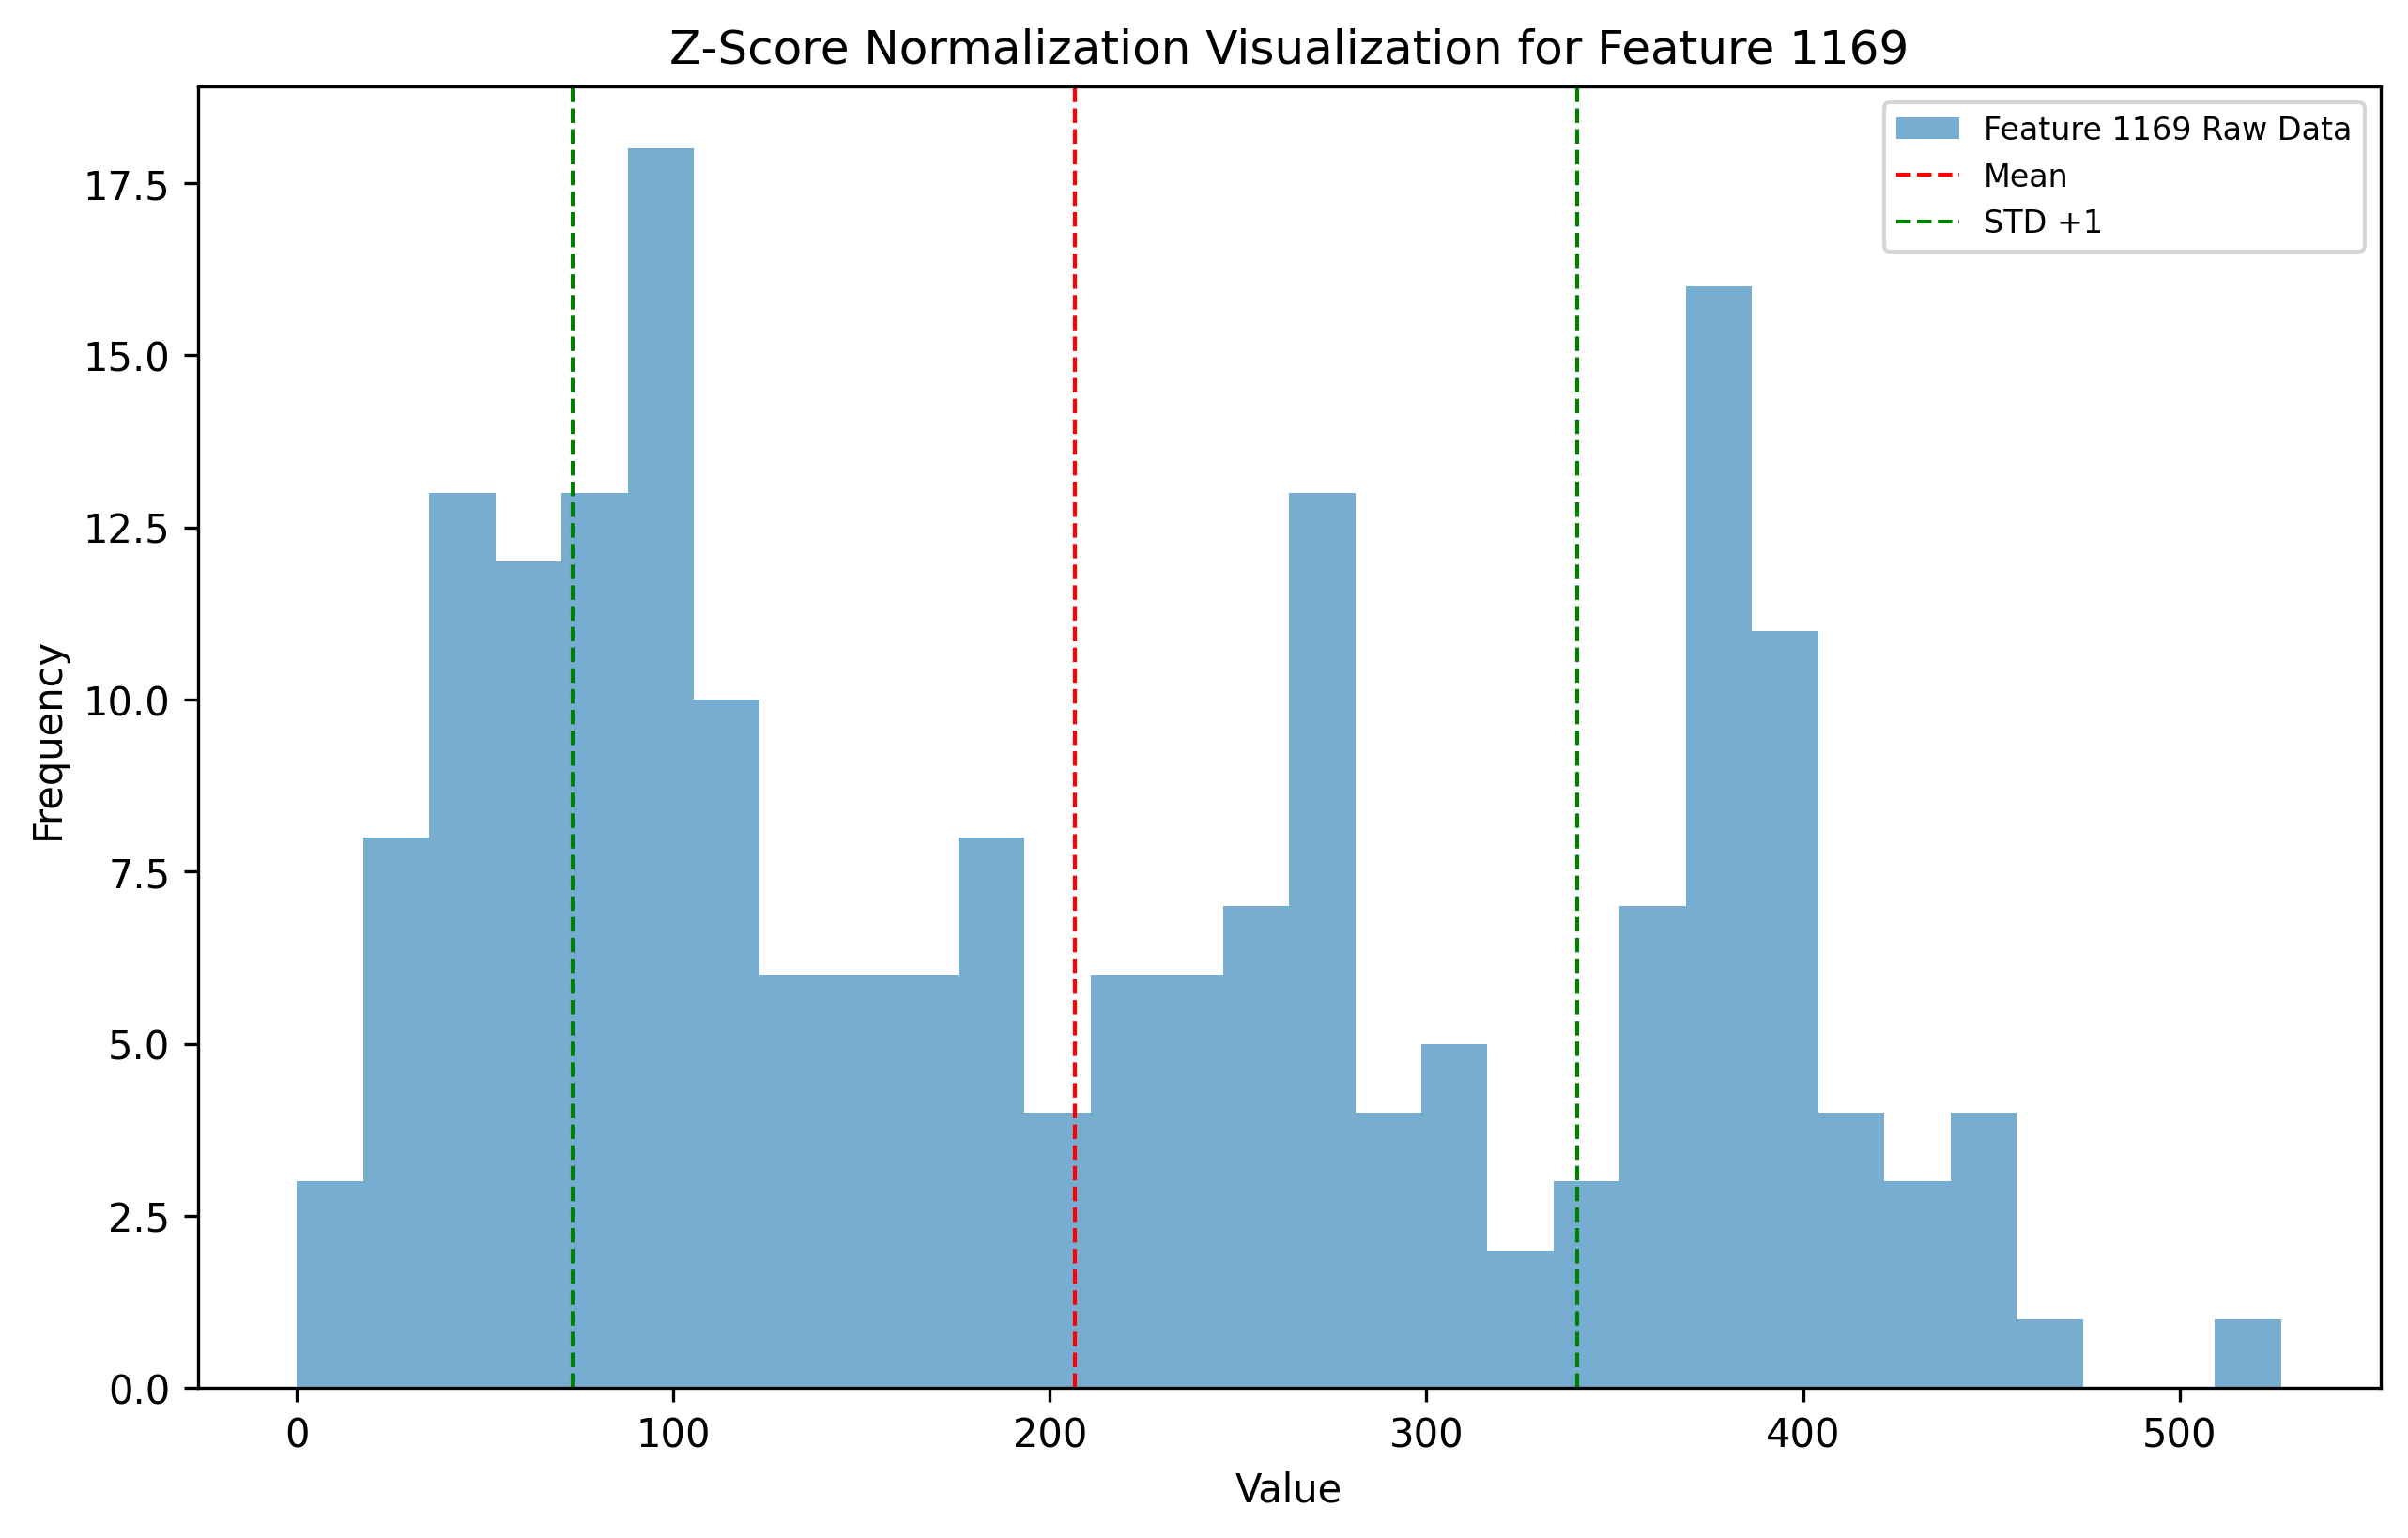 Z-Score Normalization Visualization for Feature 1169
Feature 1169 Raw Data
Mean
STD +1
17.5
15.0
12.5
10.0
7.5
5.0
2.5
0.0
Frequency
0 100 200 300 400 500
Value